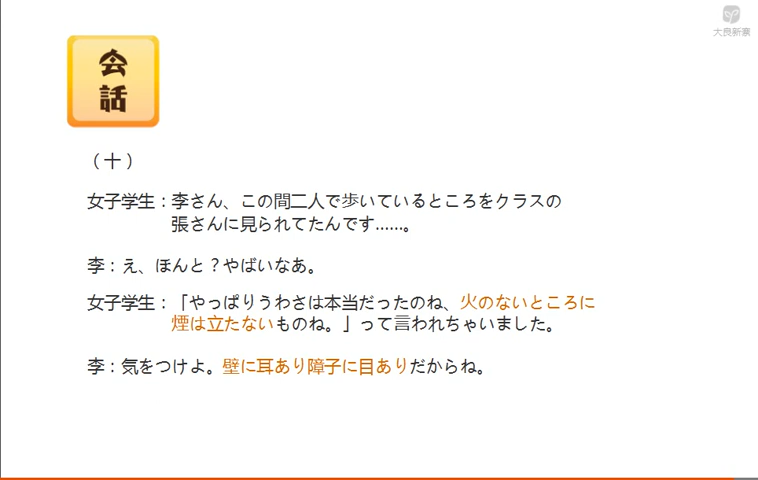 大良新寨
会
話
（十）
女子学生：李さん、この間二人で歩いているところをクラスの
張さんに見られてたんです……。
李：え、ほんと？やばいなあ。
女子学生：「やっぱりうわさは本当だったのね、火のないところに
煙は立たないものね。」って言われちゃいました。
李：気をつけよ。壁に耳あり障子に目ありだからね。